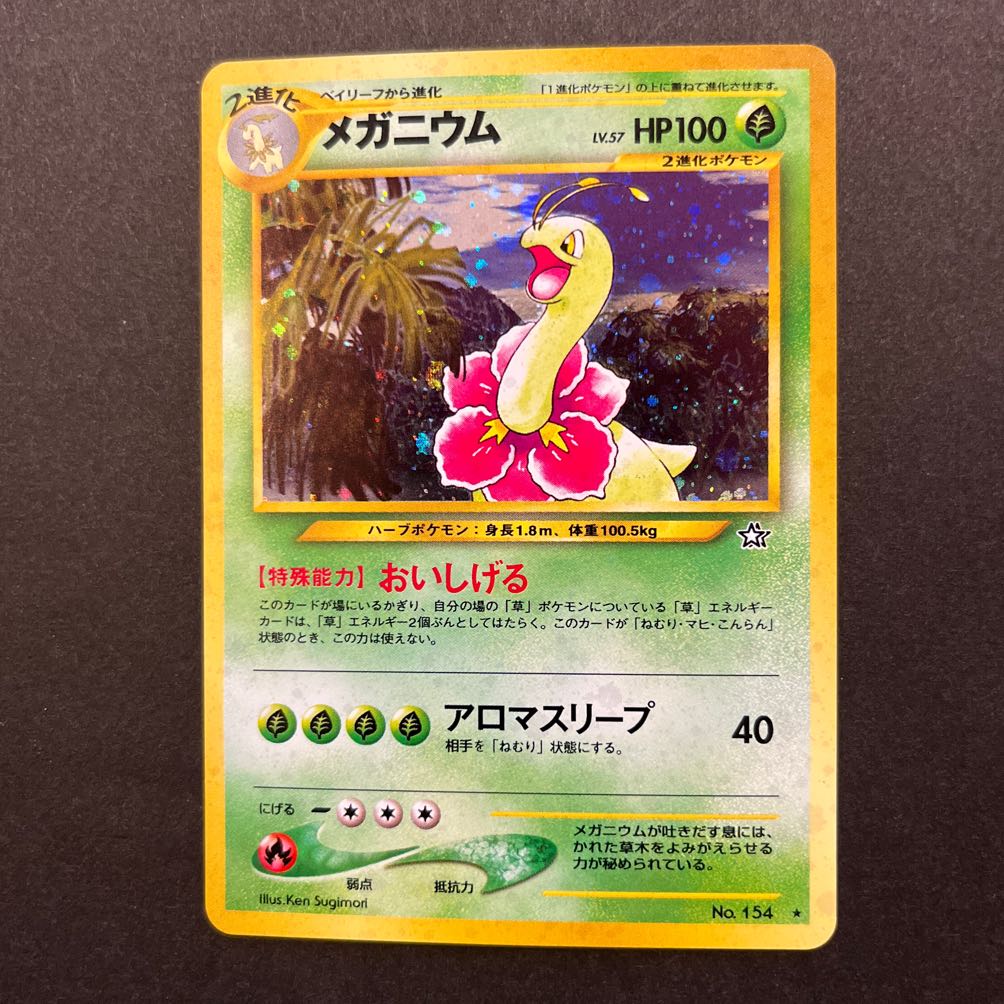 2進化
ベイリーフから進化
「1進化ポケモン」の上に重ねて進化させます。
メガニウム
LV.57 HP100
2進化ポケモン
ハーブポケモン：身長1.8m、体重100.5kg
【特殊能力】おいしげる
このカードが場にいるかぎり、自分の場の「草」ポケモンについている「草」エネルギー
カードは、「草」エネルギー2個ぶんとしてはたらく。このカードが「ねむり・マヒ・こんらん」
状態のとき、この力は使えない。
アロマスリープ 40
相手を「ねむり」状態にする。
にげる
弱点
抵抗力
メガニウムが吐きだす息には、
かれた草木をよみがえらせる
力が秘められている。
Illus.Ken Sugimori
No. 154 ★